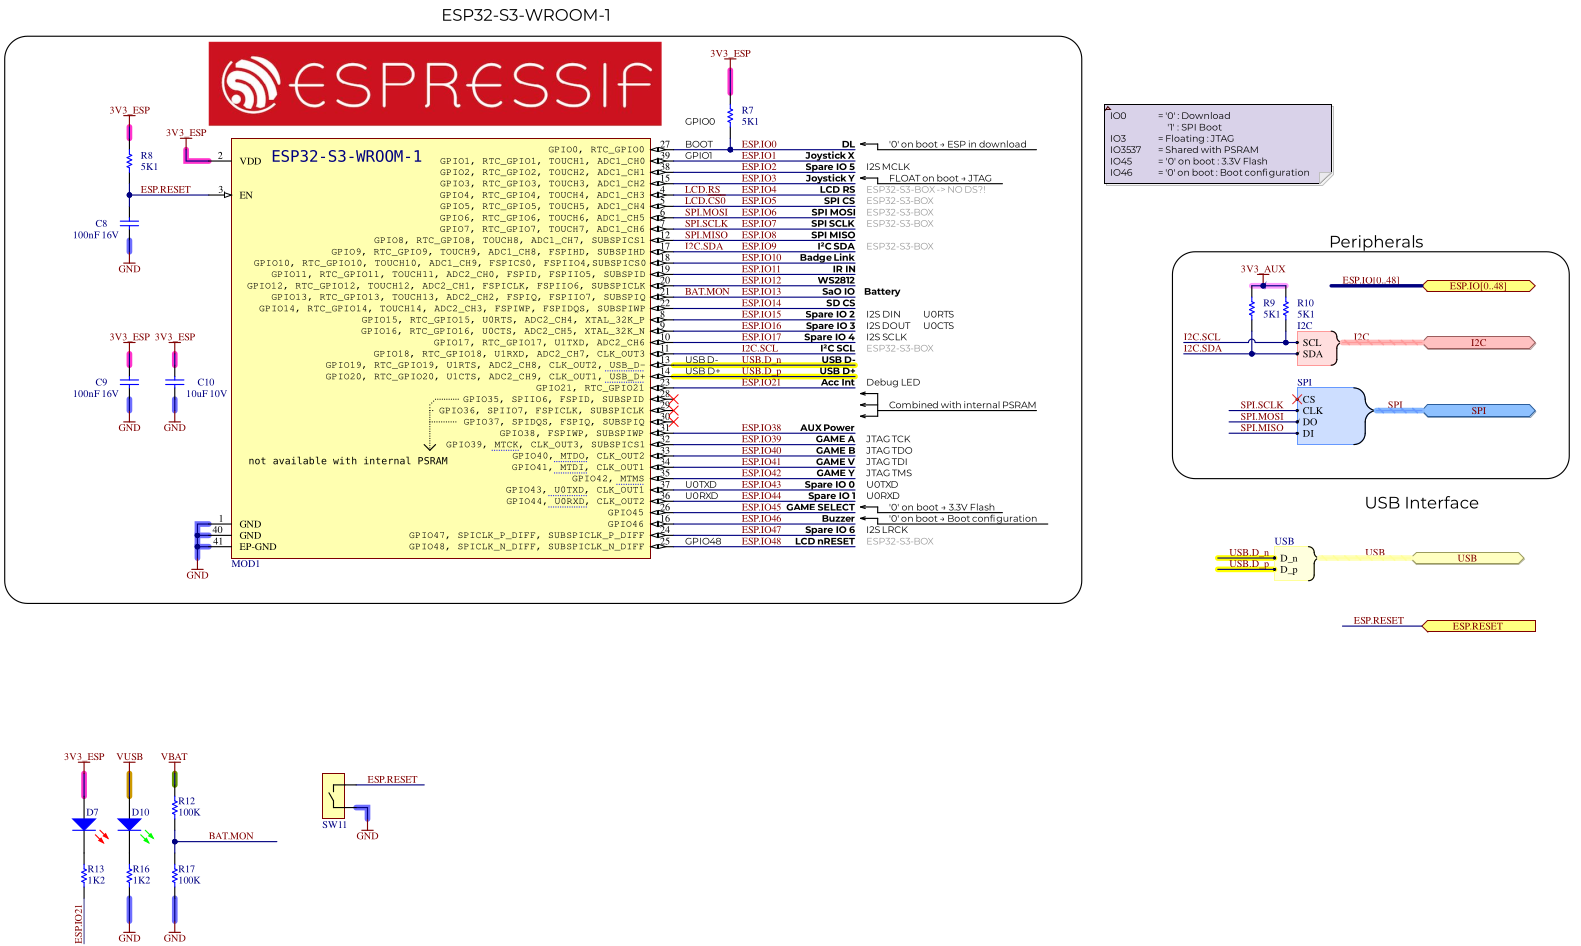 ESP32-S3-WROOM-1
ESPRESSIF
3V3_ESP
R7
5K1
GPIO0
3V3_ESP
R8
5K1
3V3_ESP
ESP.RESET
C8
100nF 16V
GND
3V3_ESP
3V3_ESP
C9
100nF 16V
C10
10uF 10V
GND
GND
2 VDD
3 EN
1 GND
40 GND
41 EP-GND
GND
MOD1
ESP32-S3-WROOM-1
GPIO0, RTC_GPIO0 27 BOOT ESP.IO0 DL '0' on boot → ESP in download
GPIO1, RTC_GPIO1, TOUCH1, ADC1_CH0 39 GPIO1 ESP.IO1 Joystick X
GPIO2, RTC_GPIO2, TOUCH2, ADC1_CH1 38 ESP.IO2 Spare IO 5 I2S MCLK
GPIO3, RTC_GPIO3, TOUCH3, ADC1_CH2 15 ESP.IO3 Joystick Y FLOAT on boot → JTAG
GPIO4, RTC_GPIO4, TOUCH4, ADC1_CH3 4 LCD.RS ESP.IO4 LCD RS ESP32-S3-BOX -> NO DS?!
GPIO5, RTC_GPIO5, TOUCH5, ADC1_CH4 5 LCD.CS0 ESP.IO5 SPI CS ESP32-S3-BOX
GPIO6, RTC_GPIO6, TOUCH6, ADC1_CH5 6 SPI.MOSI ESP.IO6 SPI MOSI ESP32-S3-BOX
GPIO7, RTC_GPIO7, TOUCH7, ADC1_CH6 7 SPI.SCLK ESP.IO7 SPI SCLK ESP32-S3-BOX
GPIO8, RTC_GPIO8, TOUCH8, ADC1_CH7, SUBSPICS1 12 SPI.MISO ESP.IO8 SPI MISO
GPIO9, RTC_GPIO9, TOUCH9, ADC1_CH8, FSPIHD, SUBSPIHD 17 I2C.SDA ESP.IO9 I²C SDA ESP32-S3-BOX
GPIO10, RTC_GPIO10, TOUCH10, ADC1_CH9, FSPICS0, FSPIIO4, SUBSPICS0 18 ESP.IO10 Badge Link
GPIO11, RTC_GPIO11, TOUCH11, ADC2_CH0, FSPID, FSPIIO5, SUBSPID 19 ESP.IO11 IR IN
GPIO12, RTC_GPIO12, TOUCH12, ADC2_CH1, FSPICLK, FSPIIO6, SUBSPICLK 20 ESP.IO12 WS2812
GPIO13, RTC_GPIO13, TOUCH13, ADC2_CH2, FSPIQ, FSPIIO7, SUBSPIQ 21 BAT.MON ESP.IO13 SaO IO Battery
GPIO14, RTC_GPIO14, TOUCH14, ADC2_CH3, FSPIWP, FSPIDQS, SUBSPIWP 22 ESP.IO14 SD CS
GPIO15, RTC_GPIO15, U0RTS, ADC2_CH4, XTAL_32K_P 8 ESP.IO15 Spare IO 2 I2S DIN U0RTS
GPIO16, RTC_GPIO16, U0CTS, ADC2_CH5, XTAL_32K_N 9 ESP.IO16 Spare IO 3 I2S DOUT U0CTS
GPIO17, RTC_GPIO17, U1TXD, ADC2_CH6 10 ESP.IO17 Spare IO 4 I2S SCLK
GPIO18, RTC_GPIO18, U1RXD, ADC2_CH7, CLK_OUT3 11 I2C.SCL I²C SCL ESP32-S3-BOX
GPIO19, RTC_GPIO19, U1RTS, ADC2_CH8, CLK_OUT2, USB_D- 13 USB D- USB.D_n USB D-
GPIO20, RTC_GPIO20, U1CTS, ADC2_CH9, CLK_OUT1, USB_D+ 14 USB D+ USB.D_p USB D+
GPIO21, RTC_GPIO21 23 ESP.IO21 Acc Int Debug LED
GPIO35, SPIIO6, FSPID, SUBSPID 28
GPIO36, SPIIO7, FSPICLK, SUBSPICLK 29 Combined with internal PSRAM
GPIO37, SPIDQS, FSPIQ, SUBSPIQ 30
GPIO38, FSPIWP, SUBSPIWP 31 ESP.IO38 AUX Power
GPIO39, MTCK, CLK_OUT3, SUBSPICS1 32 ESP.IO39 GAME A JTAG TCK
GPIO40, MTDO, CLK_OUT2 33 ESP.IO40 GAME B JTAG TDO
not available with internal PSRAM
GPIO41, MTDI, CLK_OUT1 34 ESP.IO41 GAME V JTAG TDI
GPIO42, MTMS 35 ESP.IO42 GAME Y JTAG TMS
GPIO43, U0TXD, CLK_OUT1 37 U0TXD ESP.IO43 Spare IO 0 U0TXD
GPIO44, U0RXD, CLK_OUT2 36 U0RXD ESP.IO44 Spare IO 1 U0RXD
GPIO45 26 ESP.IO45 GAME SELECT '0' on boot → 3.3V Flash
GPIO46 16 ESP.IO46 Buzzer '0' on boot → Boot configuration
GPIO47, SPICLK_P_DIFF, SUBSPICLK_P_DIFF 24 ESP.IO47 Spare IO 6 I2S LRCK
GPIO48, SPICLK_N_DIFF, SUBSPICLK_N_DIFF 25 GPIO48 ESP.IO48 LCD nRESET ESP32-S3-BOX
IO0 = '0' : Download
'1' : SPI Boot
IO3 = Floating : JTAG
IO3537 = Shared with PSRAM
IO45 = '0' on boot : 3.3V Flash
IO46 = '0' on boot : Boot configuration
Peripherals
3V3_AUX
ESP.IO[0..48] ESP.IO[0..48]
R9
5K1
R10
5K1
I2C
I2C.SCL SCL I2C I2C
I2C.SDA SDA
SPI
CS
SPI.SCLK CLK SPI SPI
SPI.MOSI DO
SPI.MISO DI
USB Interface
USB
USB.D_n D_n USB USB
USB.D_p D_p
ESP.RESET ESP.RESET
3V3_ESP VUSB VBAT
D7 D10
R12
100K
BAT.MON
R13
1K2
R16
1K2
R17
100K
ESP.IO21
GND GND
ESP.RESET
SW11
GND